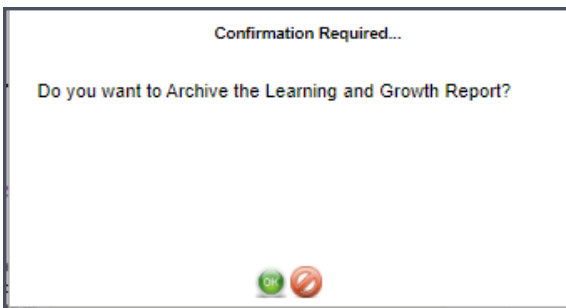 Confirmation Required...
Do you want to Archive the Learning and Growth Report?
OK